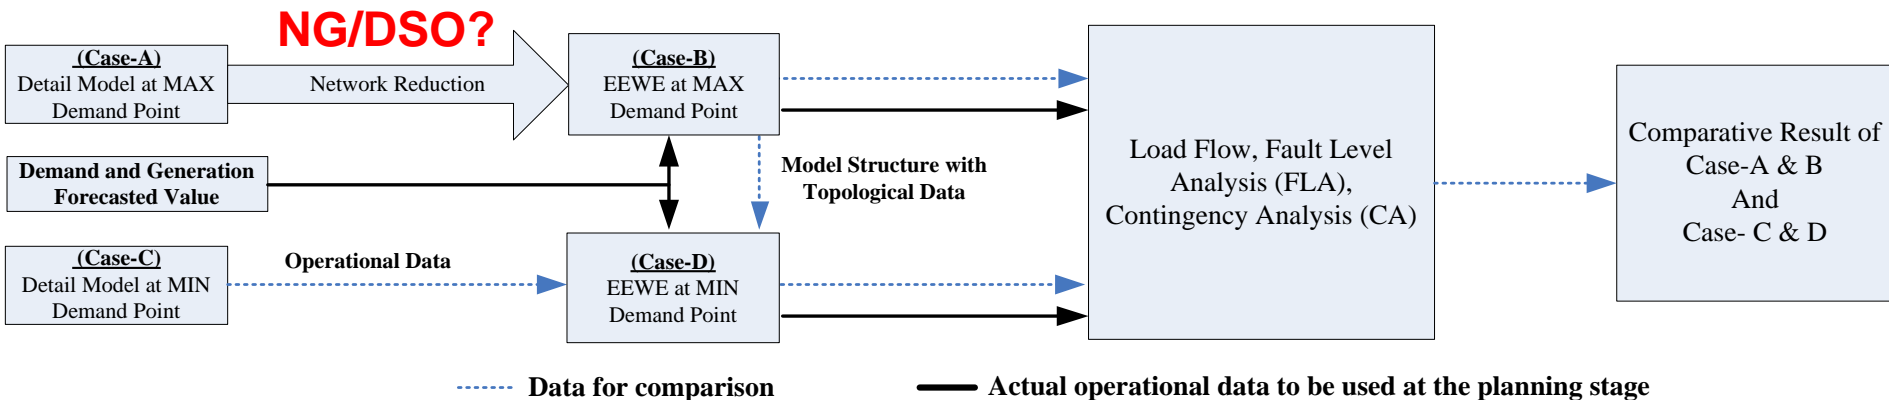 NG/DSO?
(Case-A)
Detail Model at MAX
Demand Point
Network Reduction
(Case-B)
EEWE at MAX
Demand Point
Demand and Generation
Forecasted Value
Model Structure with
Topological Data
(Case-C)
Detail Model at MIN
Demand Point
Operational Data
(Case-D)
EEWE at MIN
Demand Point
Load Flow, Fault Level
Analysis (FLA),
Contingency Analysis (CA)
Comparative Result of
Case-A & B
And
Case- C & D
Data for comparison
Actual operational data to be used at the planning stage